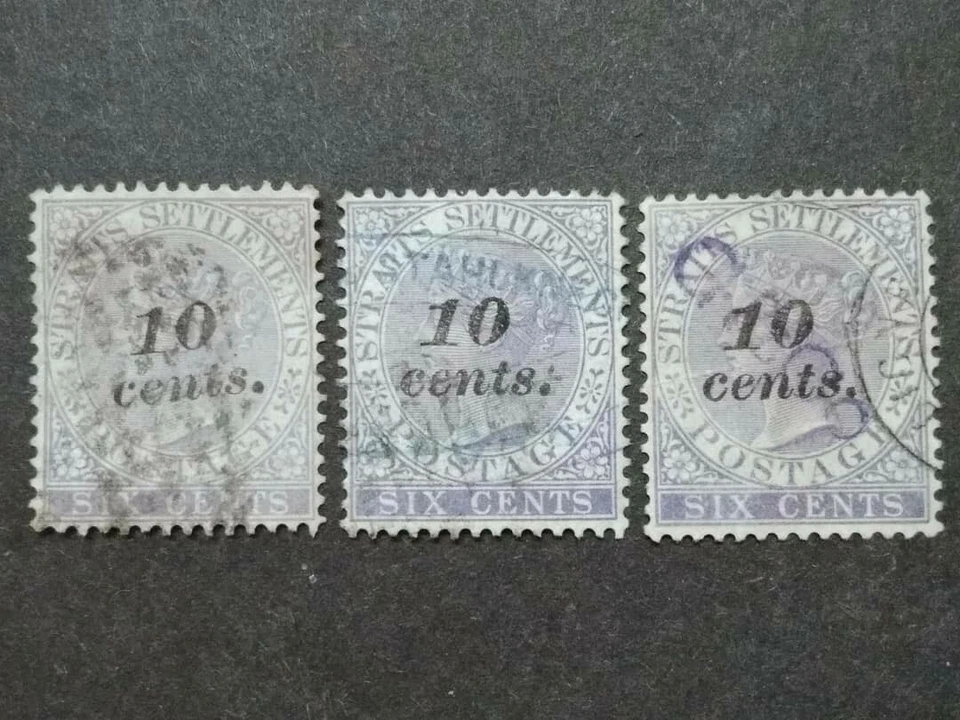 STRAITS SETTLEMENTS
10
cents.
POSTAGE
SIX CENTS
STRAITS SETTLEMENTS
10
cents.
POSTAGE
SIX CENTS
STRAITS SETTLEMENTS
10
cents.
POSTAGE
SIX CENTS